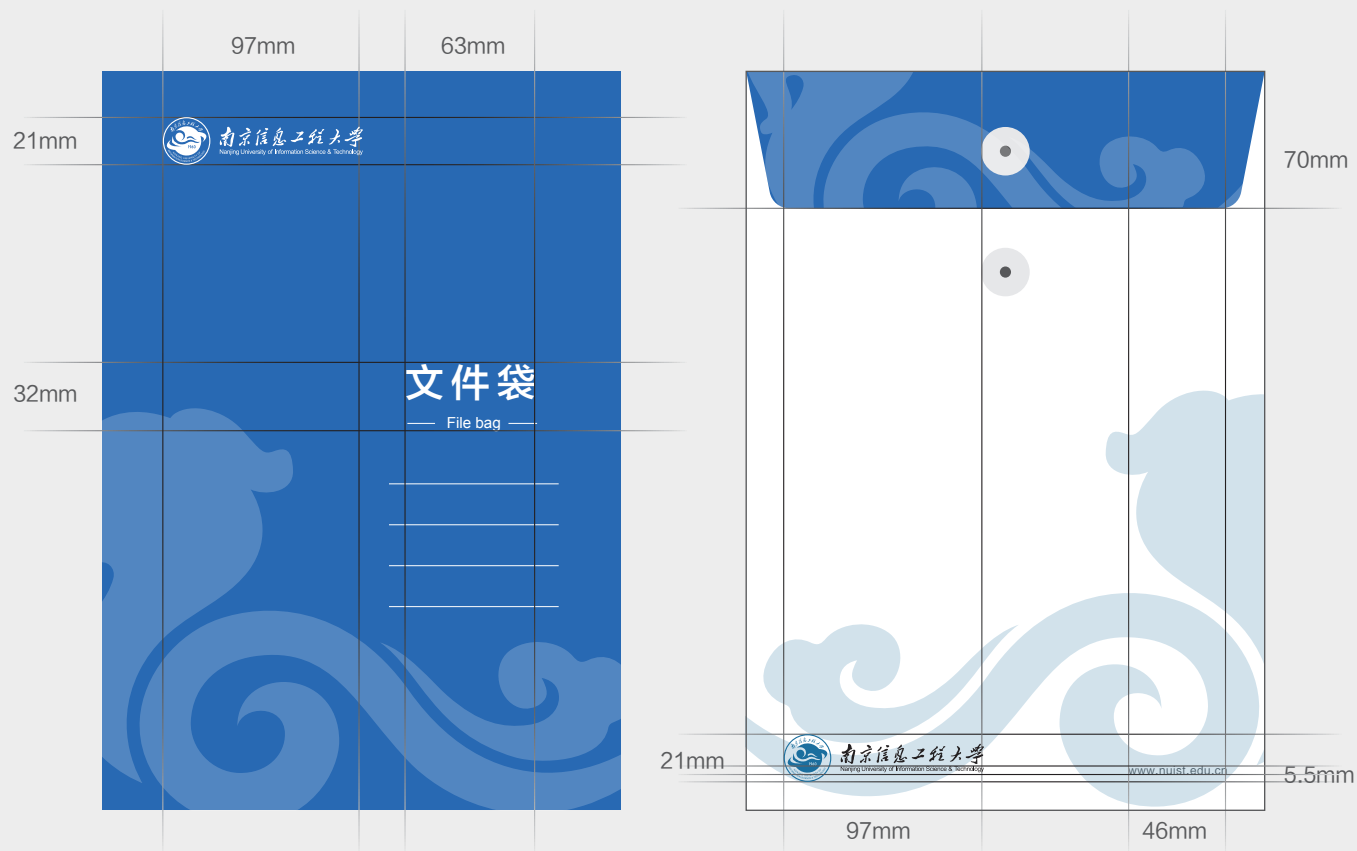 97mm
63mm
21mm
南京信息工程大学
Nanjing University of Information Science & Technology
32mm
文件袋
File bag
70mm
21mm
南京信息工程大学
Nanjing University of Information Science & Technology
www.nuist.edu.cn
5.5mm
97mm
46mm